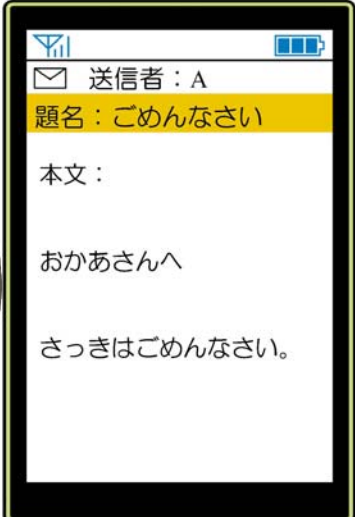 送信者：A
題名：ごめんなさい
本文：
おかあさんへ
さっきはごめんなさい。